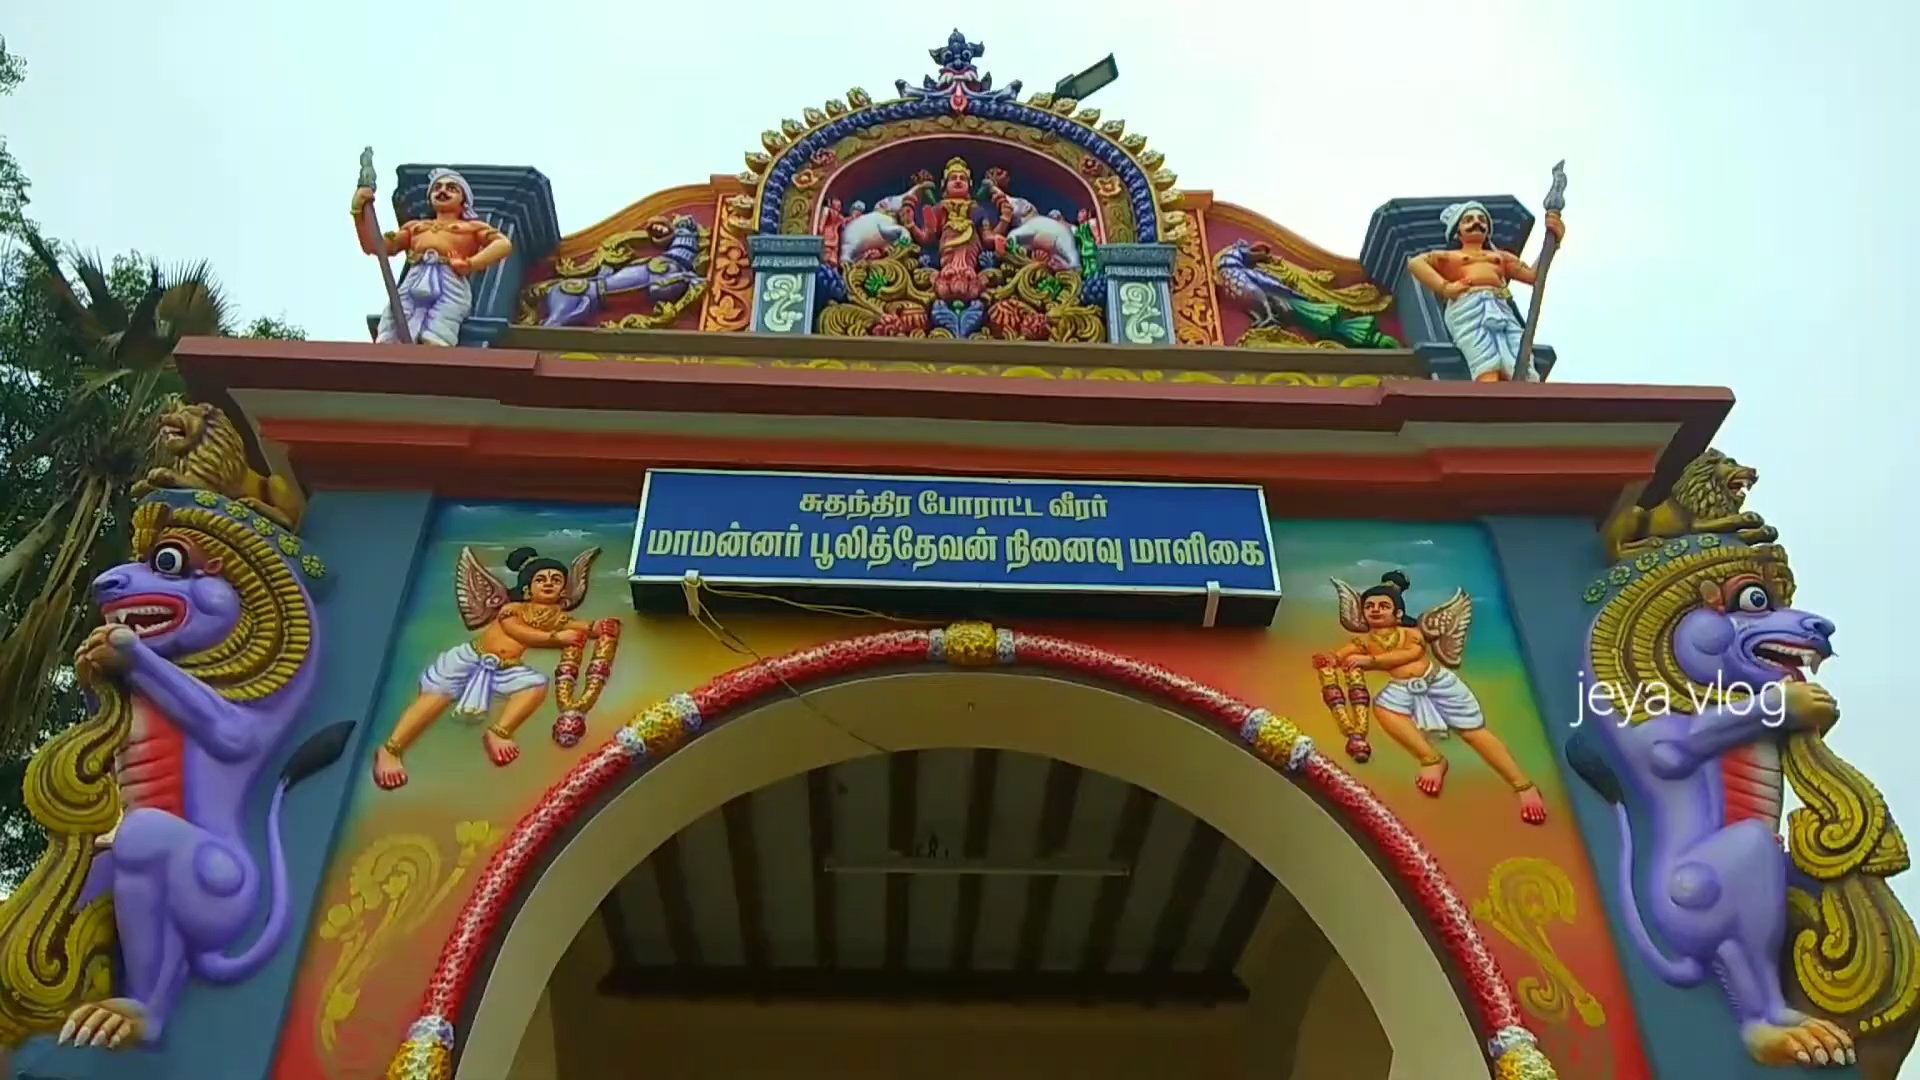 சுதந்திர போராட்ட வீரர்
மாமன்னர் பூலித்தேவன் நினைவு மாளிகை
jeya vlog